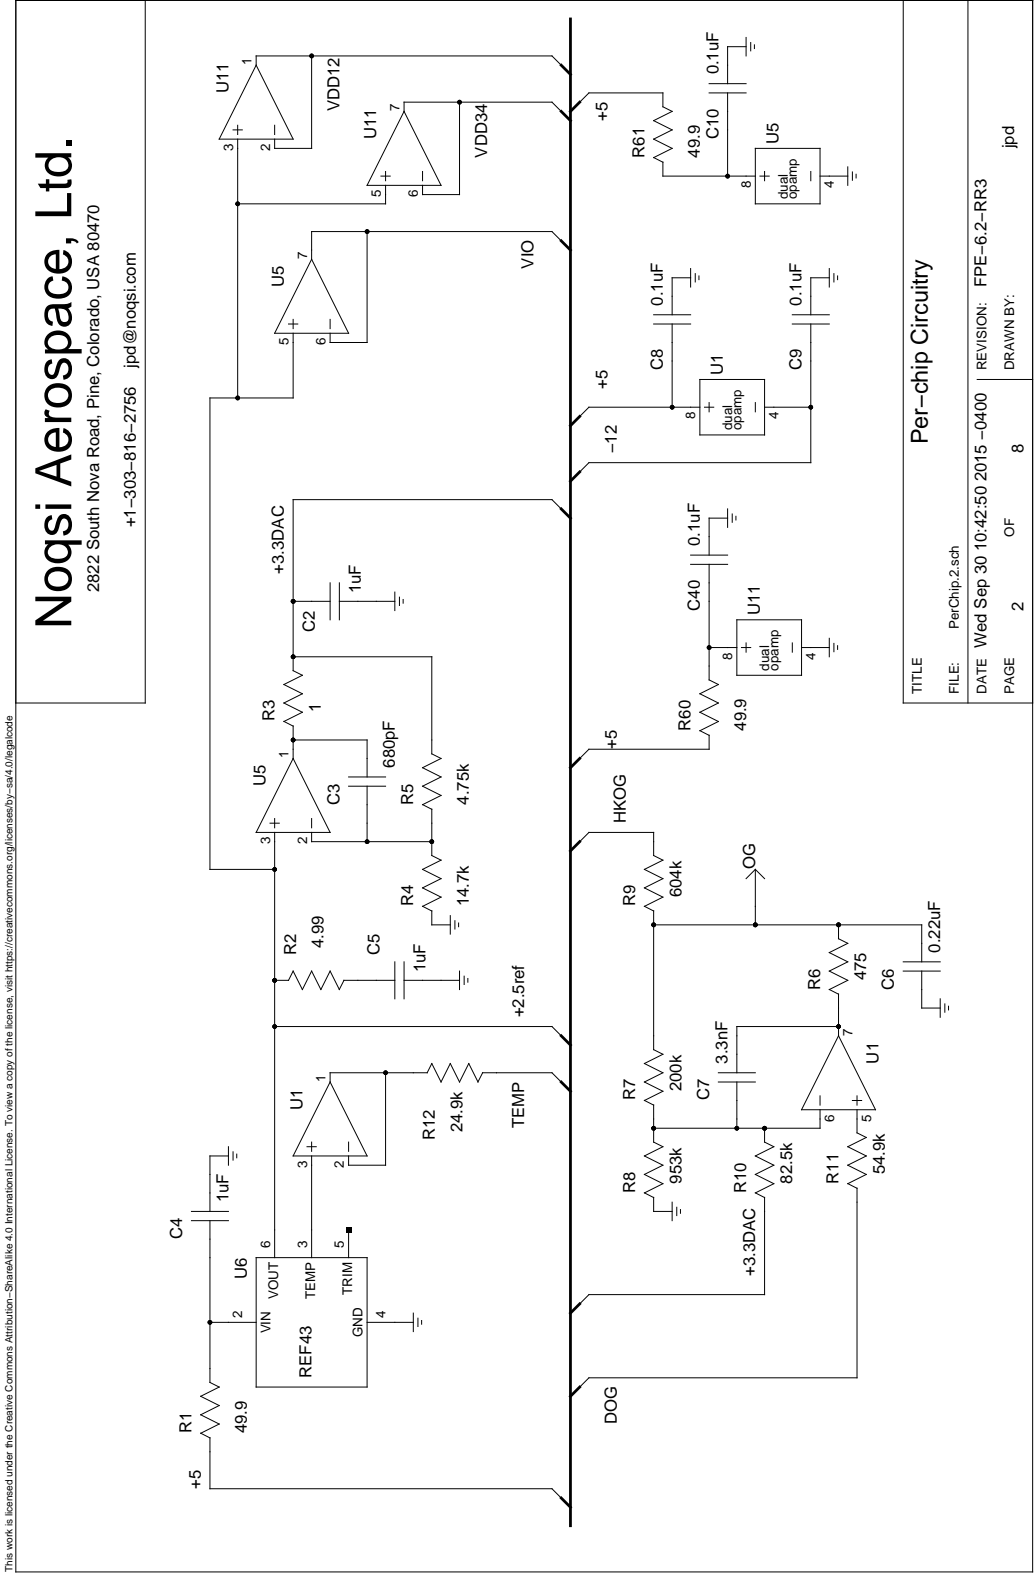 This work is licensed under the Creative Commons Attribution−ShareAlike 4.0 International License. To view a copy of the license, visit https://creativecommons.org/licenses/by−sa/4.0/legalcode
Noqsi Aerospace, Ltd.
2822 South Nova Road, Pine, Colorado, USA 80470
+1−303−816−2756 jpd@noqsi.com
+5
R1
49.9
C4
1uF
2
VIN
U6
REF43
VOUT
6
TEMP
3
TRIM
5
GND
4
U1
3
+
2
−
1
R12
24.9k
TEMP
+2.5ref
R2
4.99
C5
1uF
U5
3
+
2
−
1
C3
680pF
R4
14.7k
R5
4.75k
R3
1
C2
1uF
+3.3DAC
U5
5
+
6
−
7
VIO
U11
3
+
2
−
1
VDD12
U11
5
+
6
−
7
VDD34
DOG
+3.3DAC
R8
953k
R10
82.5k
R11
54.9k
R7
200k
C7
3.3nF
6
−
5
+
7
U1
R6
475
C6
0.22uF
OG
R9
604k
HKOG
+5
R60
49.9
C40
0.1uF
U11
8
+
dual
opamp
−
4
−12
+5
C8
0.1uF
U1
8
+
dual
opamp
−
4
C9
0.1uF
+5
R61
49.9
C10
0.1uF
U5
8
+
dual
opamp
−
4
TITLE
Per−chip Circuitry
FILE: PerChip.2.sch
DATE Wed Sep 30 10:42:50 2015 −0400
REVISION: FPE−6.2−RR3
PAGE 2 OF 8
DRAWN BY: jpd